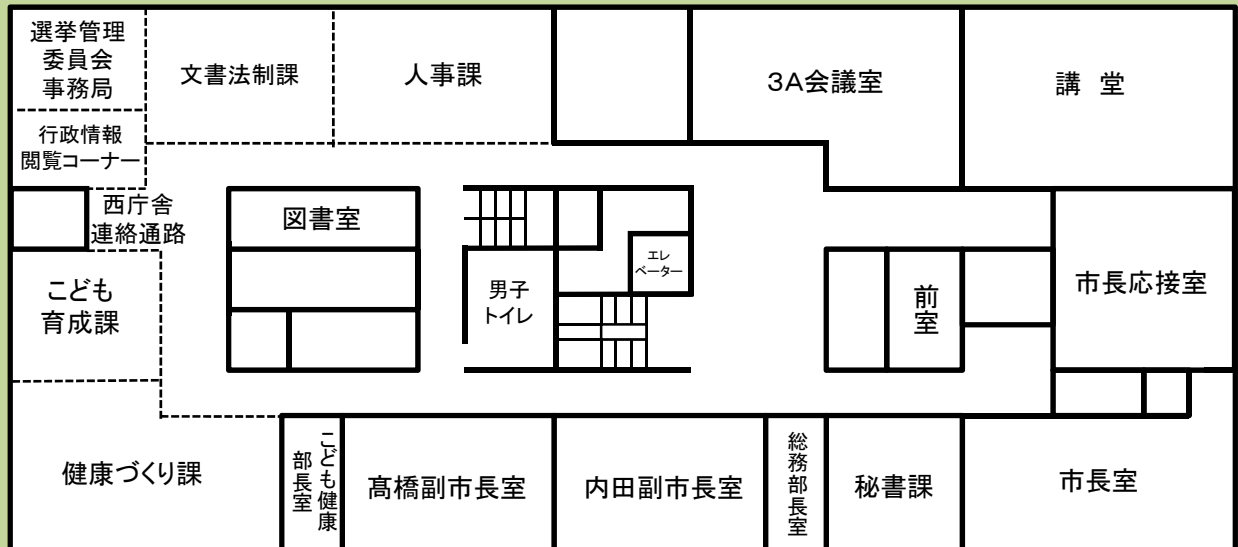 選挙管理
委員会
事務局
文書法制課
人事課
3A会議室
講 堂
行政情報
閲覧コーナー
西庁舎
連絡通路
図書室
エレ
ベーター
男子
トイレ
前室
市長応接室
こども
育成課
健康づくり課
こども健康
部長室
髙橋副市長室
内田副市長室
総務部長室
秘書課
市長室